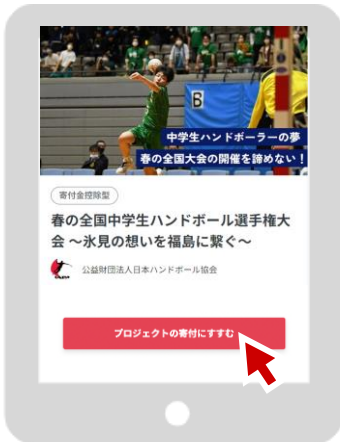 B
中学生ハンドボーラーの夢
春の全国大会の開催を諦めない！
寄付金控除型
春の全国中学生ハンドボール選手権大
会 ～氷見の想いを福島に繋ぐ～
公益財団法人日本ハンドボール協会
プロジェクトの寄付にすすむ